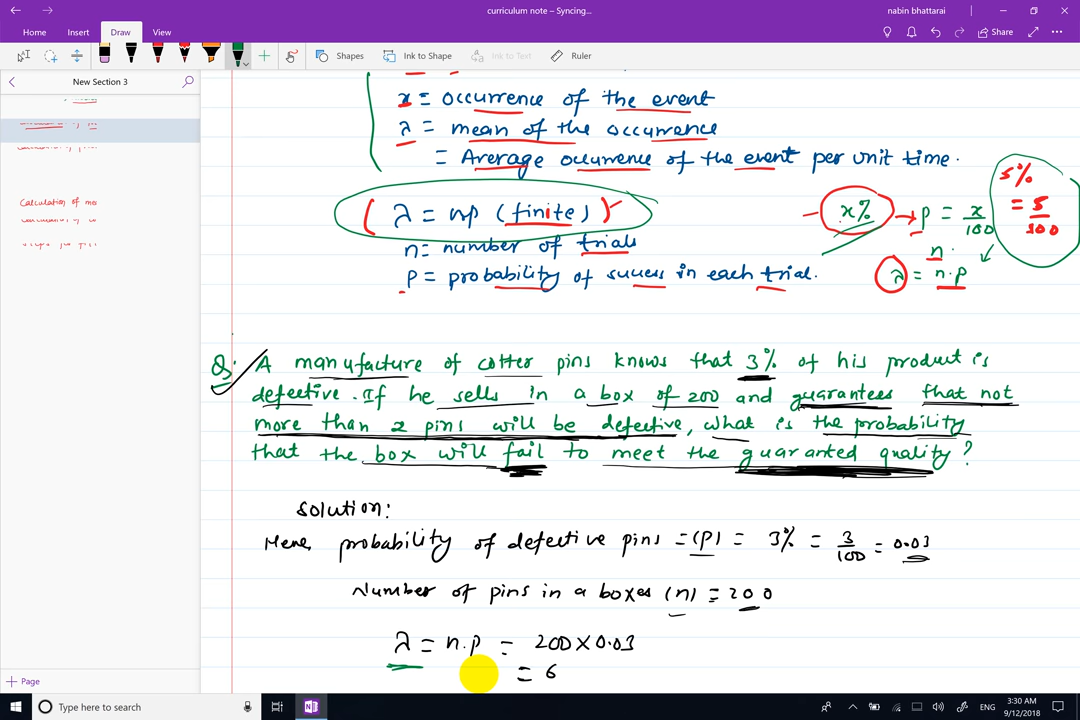 curriculum note - Syncing...
nabin bhattarai
Home Insert Draw View
Share
Shapes Ink to Shape Ink to Text Ruler
New Section 3
x = occurrence of the event
λ = mean of the occurrence
= Average occurrence of the event per unit time.
5%
= 5/100
( λ = np (finite) )
- x% → p = x/100
n = number of trials
n.
p = probability of sucess in each trial.
λ = n.p
Calculation of me
Q: A manufacture of cotter pins knows that 3% of his product is
defective. If he sells in a box of 200 and guarantees that not
more than 2 pins will be defective, what is the probability
that the box will fail to meet the guaranted quality?
Solution:
Here, probability of defective pins = (p) = 3% = 3/100 = 0.03
Number of pins in a boxes (n) = 200
λ = n.p = 200 × 0.03
= 6
+ Page
Type here to search
ENG
3:30 AM
9/12/2018